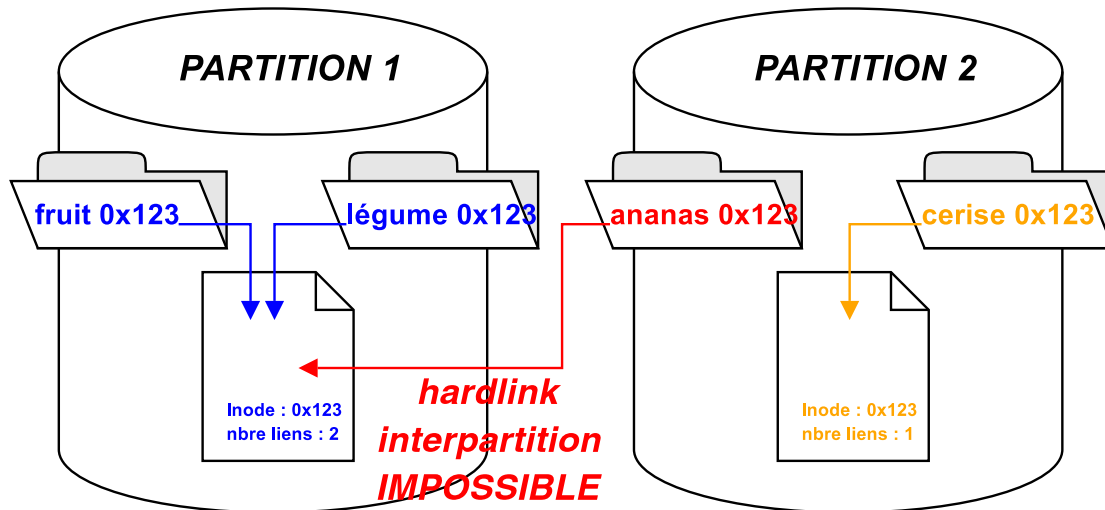 PARTITION 1
PARTITION 2
fruit 0x123
légume 0x123
ananas 0x123
cerise 0x123
hardlink
interpartition
IMPOSSIBLE
Inode : 0x123
nbre liens : 2
Inode : 0x123
nbre liens : 1